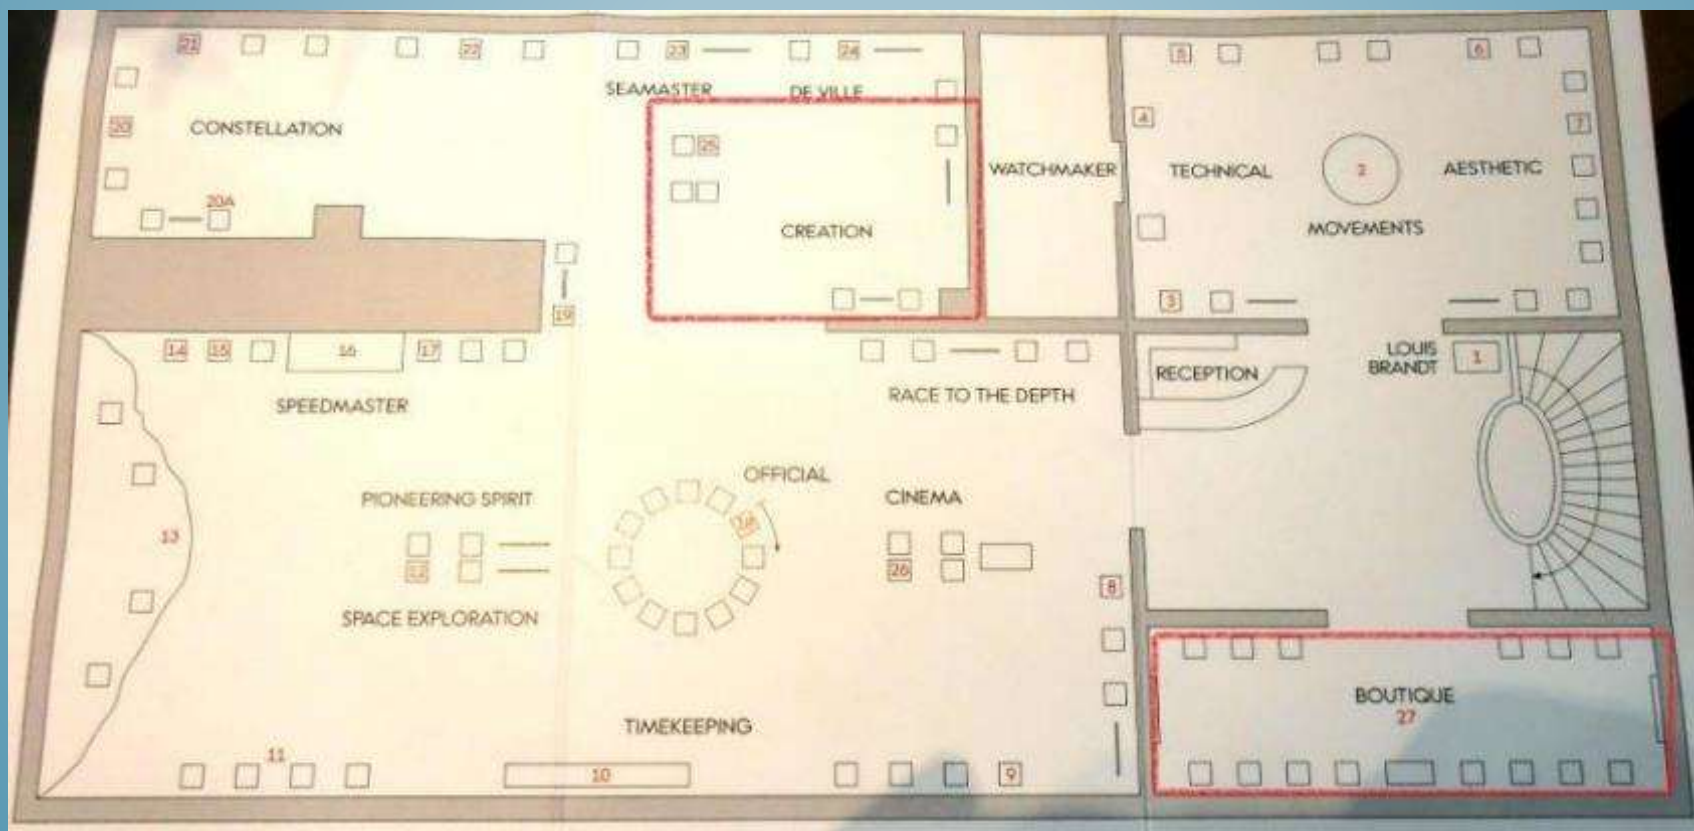 21
22
23
24
5
6
SEAMASTER
DE VILLE
20
CONSTELLATION
4
7
25
WATCHMAKER
TECHNICAL
2
AESTHETIC
20A
CREATION
MOVEMENTS
19
3
14
15
16
17
RECEPTION
LOUIS
BRANDT
1
SPEEDMASTER
RACE TO THE DEPTH
OFFICIAL
PIONEERING SPIRIT
CINEMA
18
13
12
26
8
SPACE EXPLORATION
BOUTIQUE
27
TIMEKEEPING
11
10
9